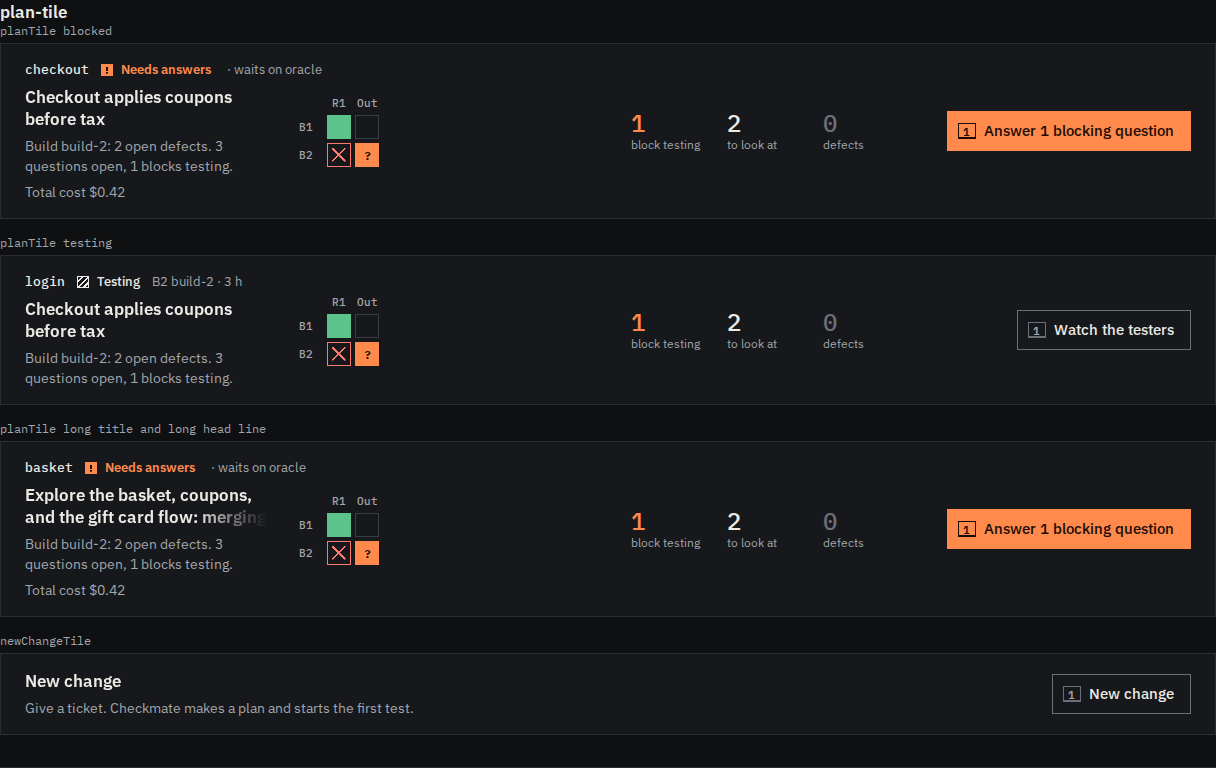 plan-tile
planTile blocked
checkout ! Needs answers · waits on oracle
Checkout applies coupons
before tax
Build build-2: 2 open defects. 3
questions open, 1 blocks testing.
Total cost $0.42
R1 Out
B1
B2 ?
1
block testing
2
to look at
0
defects
1 Answer 1 blocking question
planTile testing
login Testing B2 build-2 · 3 h
Checkout applies coupons
before tax
Build build-2: 2 open defects. 3
questions open, 1 blocks testing.
R1 Out
B1
B2 ?
1
block testing
2
to look at
0
defects
1 Watch the testers
planTile long title and long head line
basket ! Needs answers · waits on oracle
Explore the basket, coupons,
and the gift card flow: merging
Build build-2: 2 open defects. 3
questions open, 1 blocks testing.
Total cost $0.42
R1 Out
B1
B2 ?
1
block testing
2
to look at
0
defects
1 Answer 1 blocking question
newChangeTile
New change
Give a ticket. Checkmate makes a plan and starts the first test.
1 New change